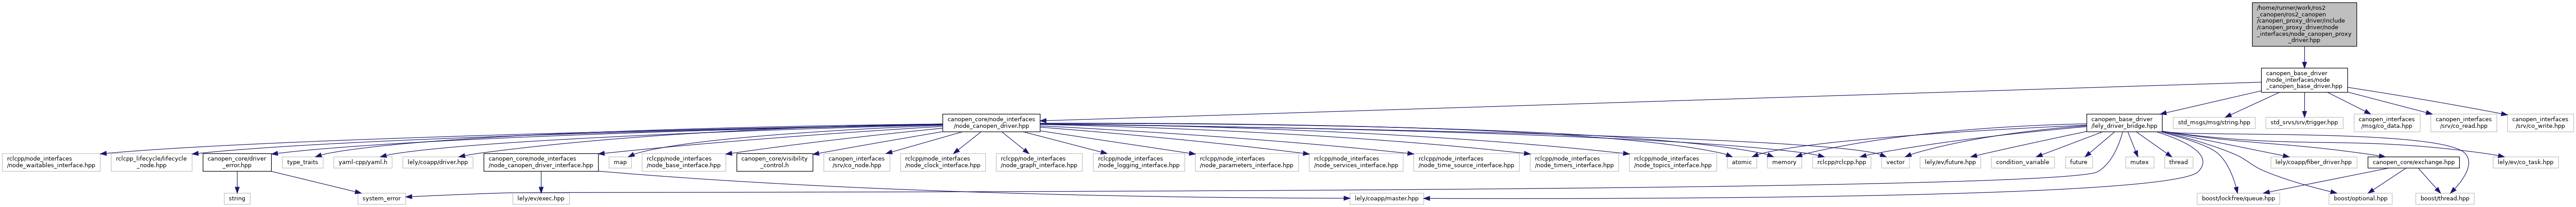 /home/runner/work/ros2
_canopen/ros2_canopen
/canopen_proxy_driver/include
/canopen_proxy_driver/node
_interfaces/node_canopen_proxy
_driver.hpp
canopen_base_driver
/node_interfaces/node
_canopen_base_driver.hpp
canopen_core/node_interfaces
/node_canopen_driver.hpp
canopen_base_driver
/lely_driver_bridge.hpp
std_msgs/msg/string.hpp
std_srvs/srv/trigger.hpp
canopen_interfaces
/msg/co_data.hpp
canopen_interfaces
/srv/co_read.hpp
canopen_interfaces
/srv/co_write.hpp
rclcpp/node_interfaces
/node_waitables_interface.hpp
rclcpp_lifecycle/lifecycle
_node.hpp
canopen_core/driver
_error.hpp
type_traits
yaml-cpp/yaml.h
lely/coapp/driver.hpp
canopen_core/node_interfaces
/node_canopen_driver_interface.hpp
map
rclcpp/node_interfaces
/node_base_interface.hpp
canopen_core/visibility
_control.h
canopen_interfaces
/srv/co_node.hpp
rclcpp/node_interfaces
/node_clock_interface.hpp
rclcpp/node_interfaces
/node_graph_interface.hpp
rclcpp/node_interfaces
/node_logging_interface.hpp
rclcpp/node_interfaces
/node_parameters_interface.hpp
rclcpp/node_interfaces
/node_services_interface.hpp
rclcpp/node_interfaces
/node_time_source_interface.hpp
rclcpp/node_interfaces
/node_timers_interface.hpp
rclcpp/node_interfaces
/node_topics_interface.hpp
atomic
memory
rclcpp/rclcpp.hpp
vector
lely/ev/future.hpp
condition_variable
future
mutex
thread
lely/coapp/fiber_driver.hpp
canopen_core/exchange.hpp
lely/ev/co_task.hpp
string
system_error
lely/ev/exec.hpp
lely/coapp/master.hpp
boost/lockfree/queue.hpp
boost/optional.hpp
boost/thread.hpp